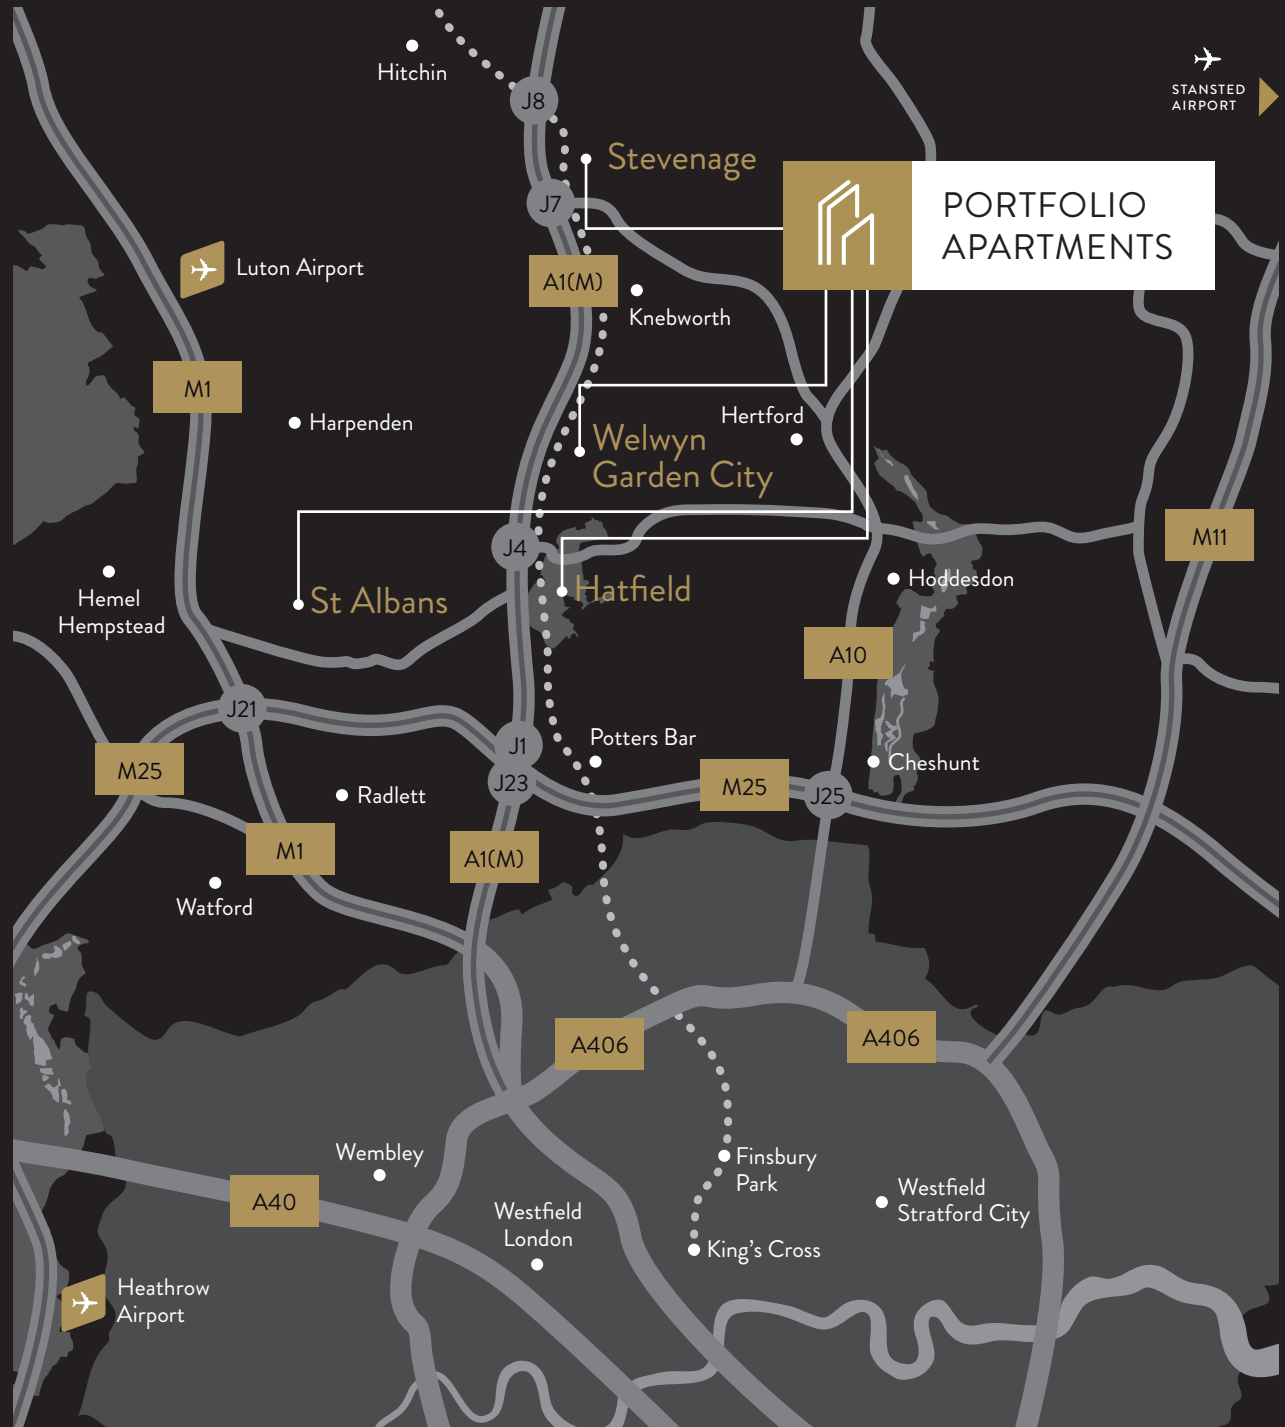 Hitchin
STANSTED
AIRPORT
J8
Stevenage
J7
PORTFOLIO
APARTMENTS
Luton Airport
A1(M)
Knebworth
M1
Harpenden
Hertford
Welwyn
Garden City
M11
J4
Hemel
Hempstead
St Albans
Hatfield
Hoddesdon
A10
J21
J1
Potters Bar
M25
J23
M25
J25
Cheshunt
Radlett
M1
A1(M)
Watford
A406
A406
Wembley
Finsbury
Park
A40
Westfield
London
Westfield
Stratford City
King's Cross
Heathrow
Airport